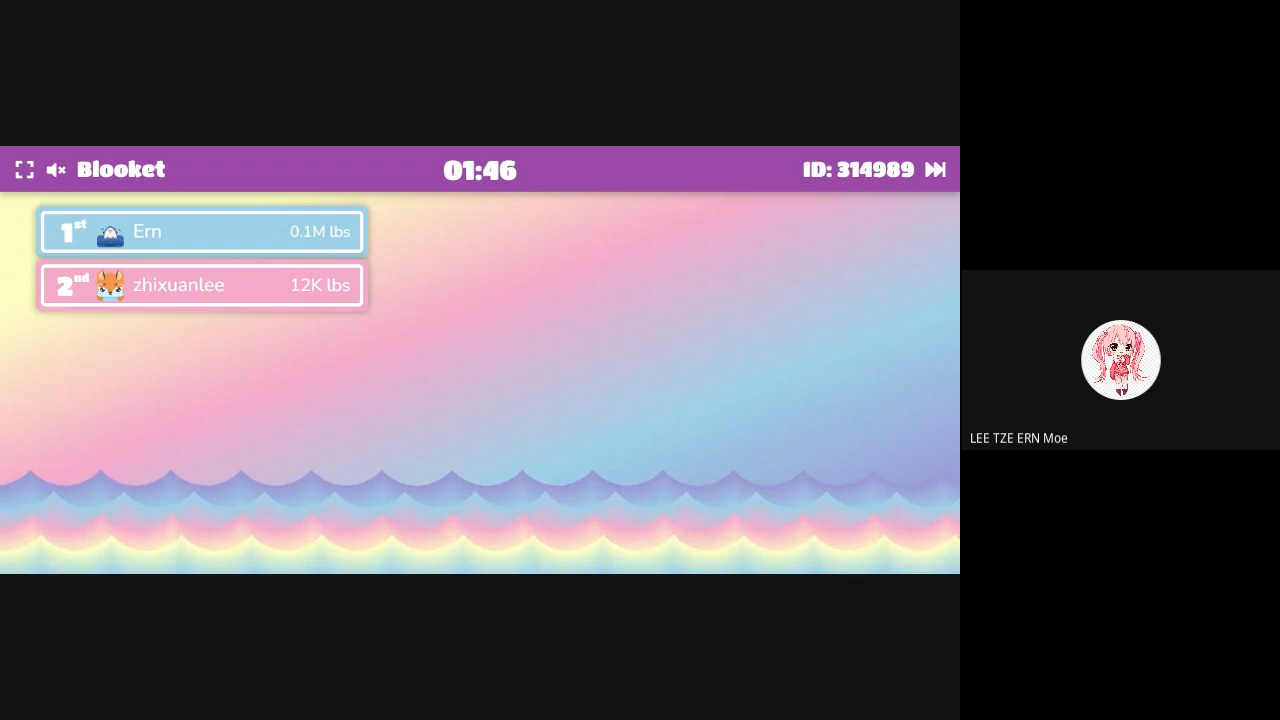 Blooket
01:46
ID: 314989
1st Ern 0.1M lbs
2nd zhixuanlee 12K lbs
LEE TZE ERN Moe